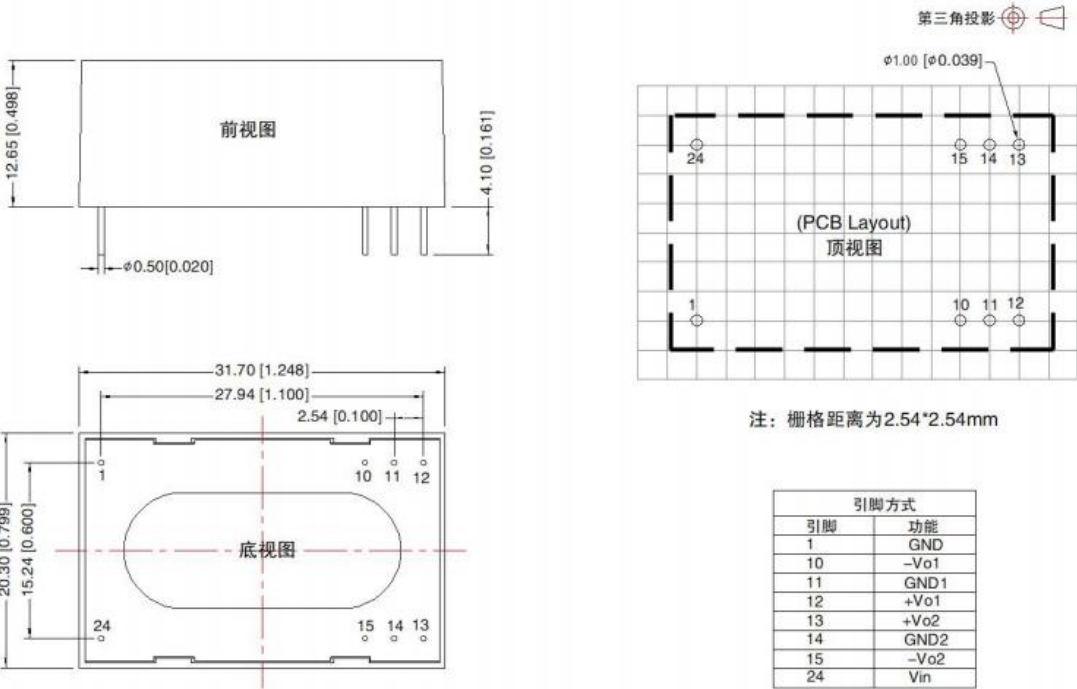 第三角投影
⌀1.00 [⌀0.039]
12.65 [0.498]
前视图
4.10 [0.161]
⌀0.50[0.020]
24
15 14 13
(PCB Layout)
顶视图
1
10 11 12
31.70 [1.248]
27.94 [1.100]
2.54 [0.100]
注：栅格距离为2.54*2.54mm
1
10 11 12
20.30 [0.799]
15.24 [0.600]
底视图
24
15 14 13
引脚方式
引脚 功能
1 GND
10 –Vo1
11 GND1
12 +Vo1
13 +Vo2
14 GND2
15 –Vo2
24 Vin